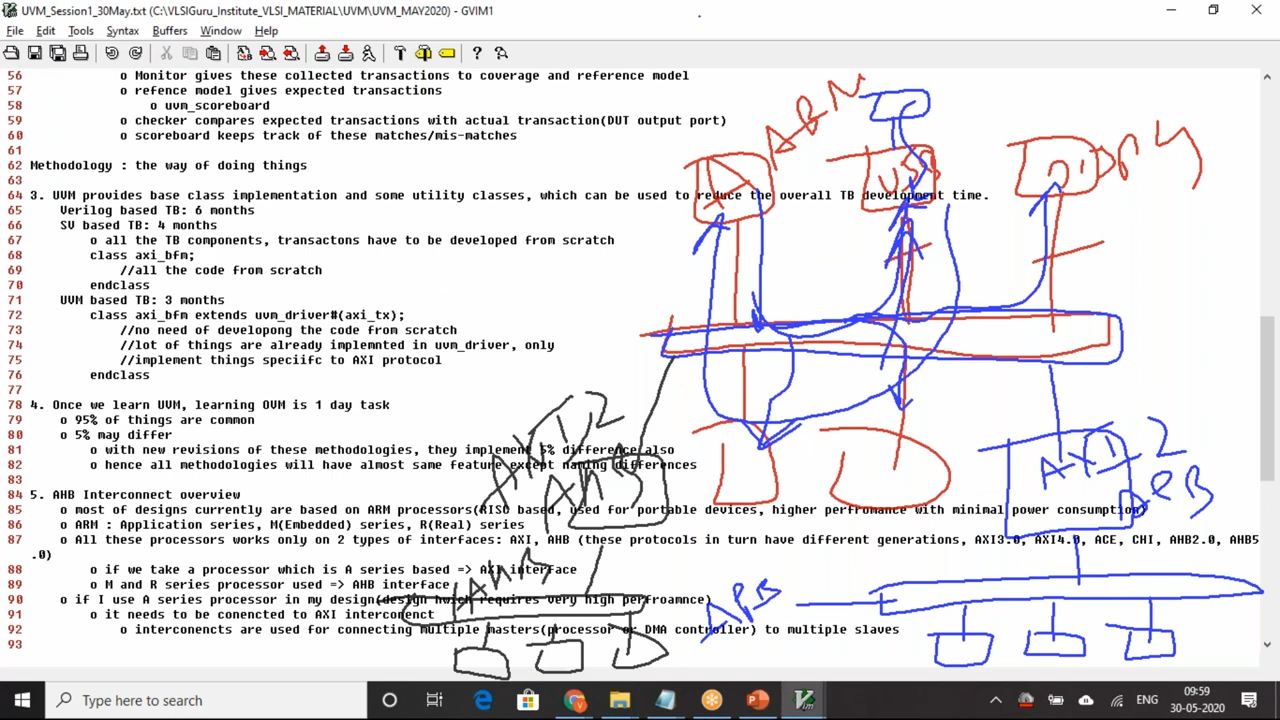 UVM_Session1_30May.txt (C:\VLSIGuru_Institute_VLSI_MATERIAL\UVM\UVM_MAY2020) - GVIM1
File Edit Tools Syntax Buffers Window Help
56 o Monitor gives these collected transactions to coverage and reference model
57 o refence model gives expected transactions
58 o uvm_scoreboard
59 o checker compares expected transactions with actual transaction(DUT output port)
60 o scoreboard keeps track of these matches/mis-matches
61
62 Methodology : the way of doing things
63
64 3. UVM provides base class implementation and some utility classes, which can be used to reduce the overall TB development time.
65 Verilog based TB: 6 months
66 SV based TB: 4 months
67 o all the TB components, transactons have to be developed from scratch
68 class axi_bfm;
69 //all the code from scratch
70 endclass
71 UVM based TB: 3 months
72 class axi_bfm extends uvm_driver#(axi_tx);
73 //no need of developong the code from scratch
74 //lot of things are already implemnted in uvm_driver, only
75 //implement things speciifc to AXI protocol
76 endclass
77
78 4. Once we learn UVM, learning OVM is 1 day task
79 o 95% of things are common
80 o 5% may differ
81 o with new revisions of these methodologies, they implement 5% difference also
82 o hence all methodologies will have almost same feature except naming differences
83
84 5. AHB Interconnect overview
85 o most of designs currently are based on ARM processors(RISC based, used for portable devices, higher perfromance with minimal power consumption)
86 o ARM : Application series, M(Embedded) series, R(Real) series
87 o All these processors works only on 2 types of interfaces: AXI, AHB (these protocols in turn have different generations, AXI3.0, AXI4.0, ACE, CHI, AHB2.0, AHB5
.0)
88 o if we take a processor which is A series based => AXI interface
89 o M and R series processor used => AHB interface
90 o if I use A series processor in my design(design hwich requires very high perfroamnce)
91 o it needs to be conencted to AXI interconenct
92 o interconencts are used for connecting multiple masters(processor or DMA controller) to multiple slaves
93
USB
AXI2
AHB
AHB
AXI2
APB
APB
Type here to search
ENG
09:59
30-05-2020